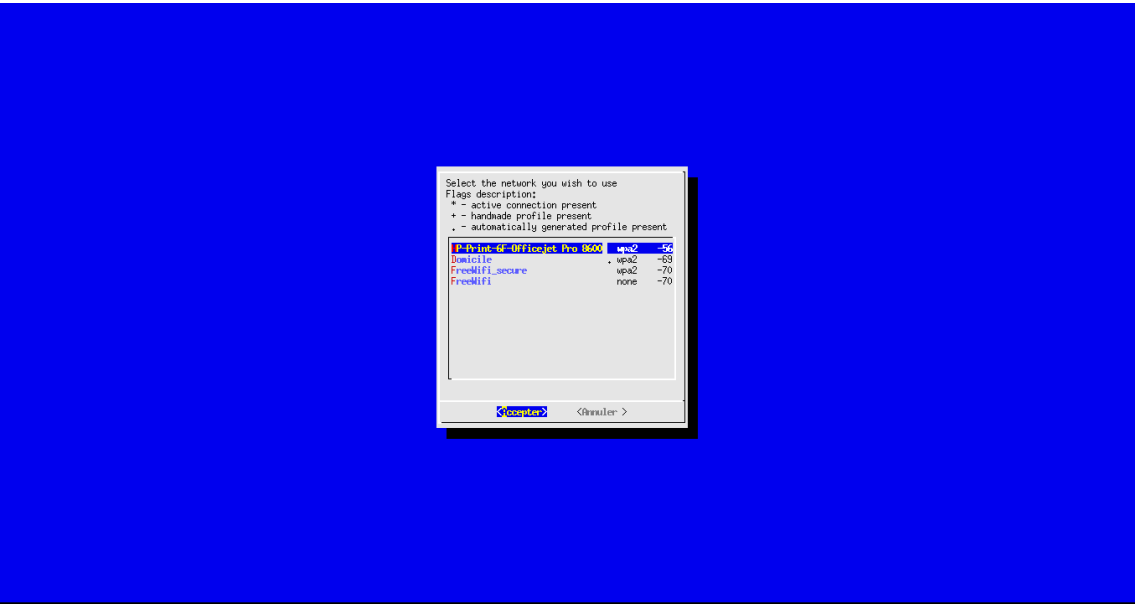 Select the network you wish to use
Flags description:
* - active connection present
+ - handmade profile present
. - automatically generated profile present
HP-Print-6F-Officejet Pro 8600 wpa2 -56
Domicile . wpa2 -69
FreeWifi_secure wpa2 -70
FreeWifi none -70
<Accepter> <Annuler >